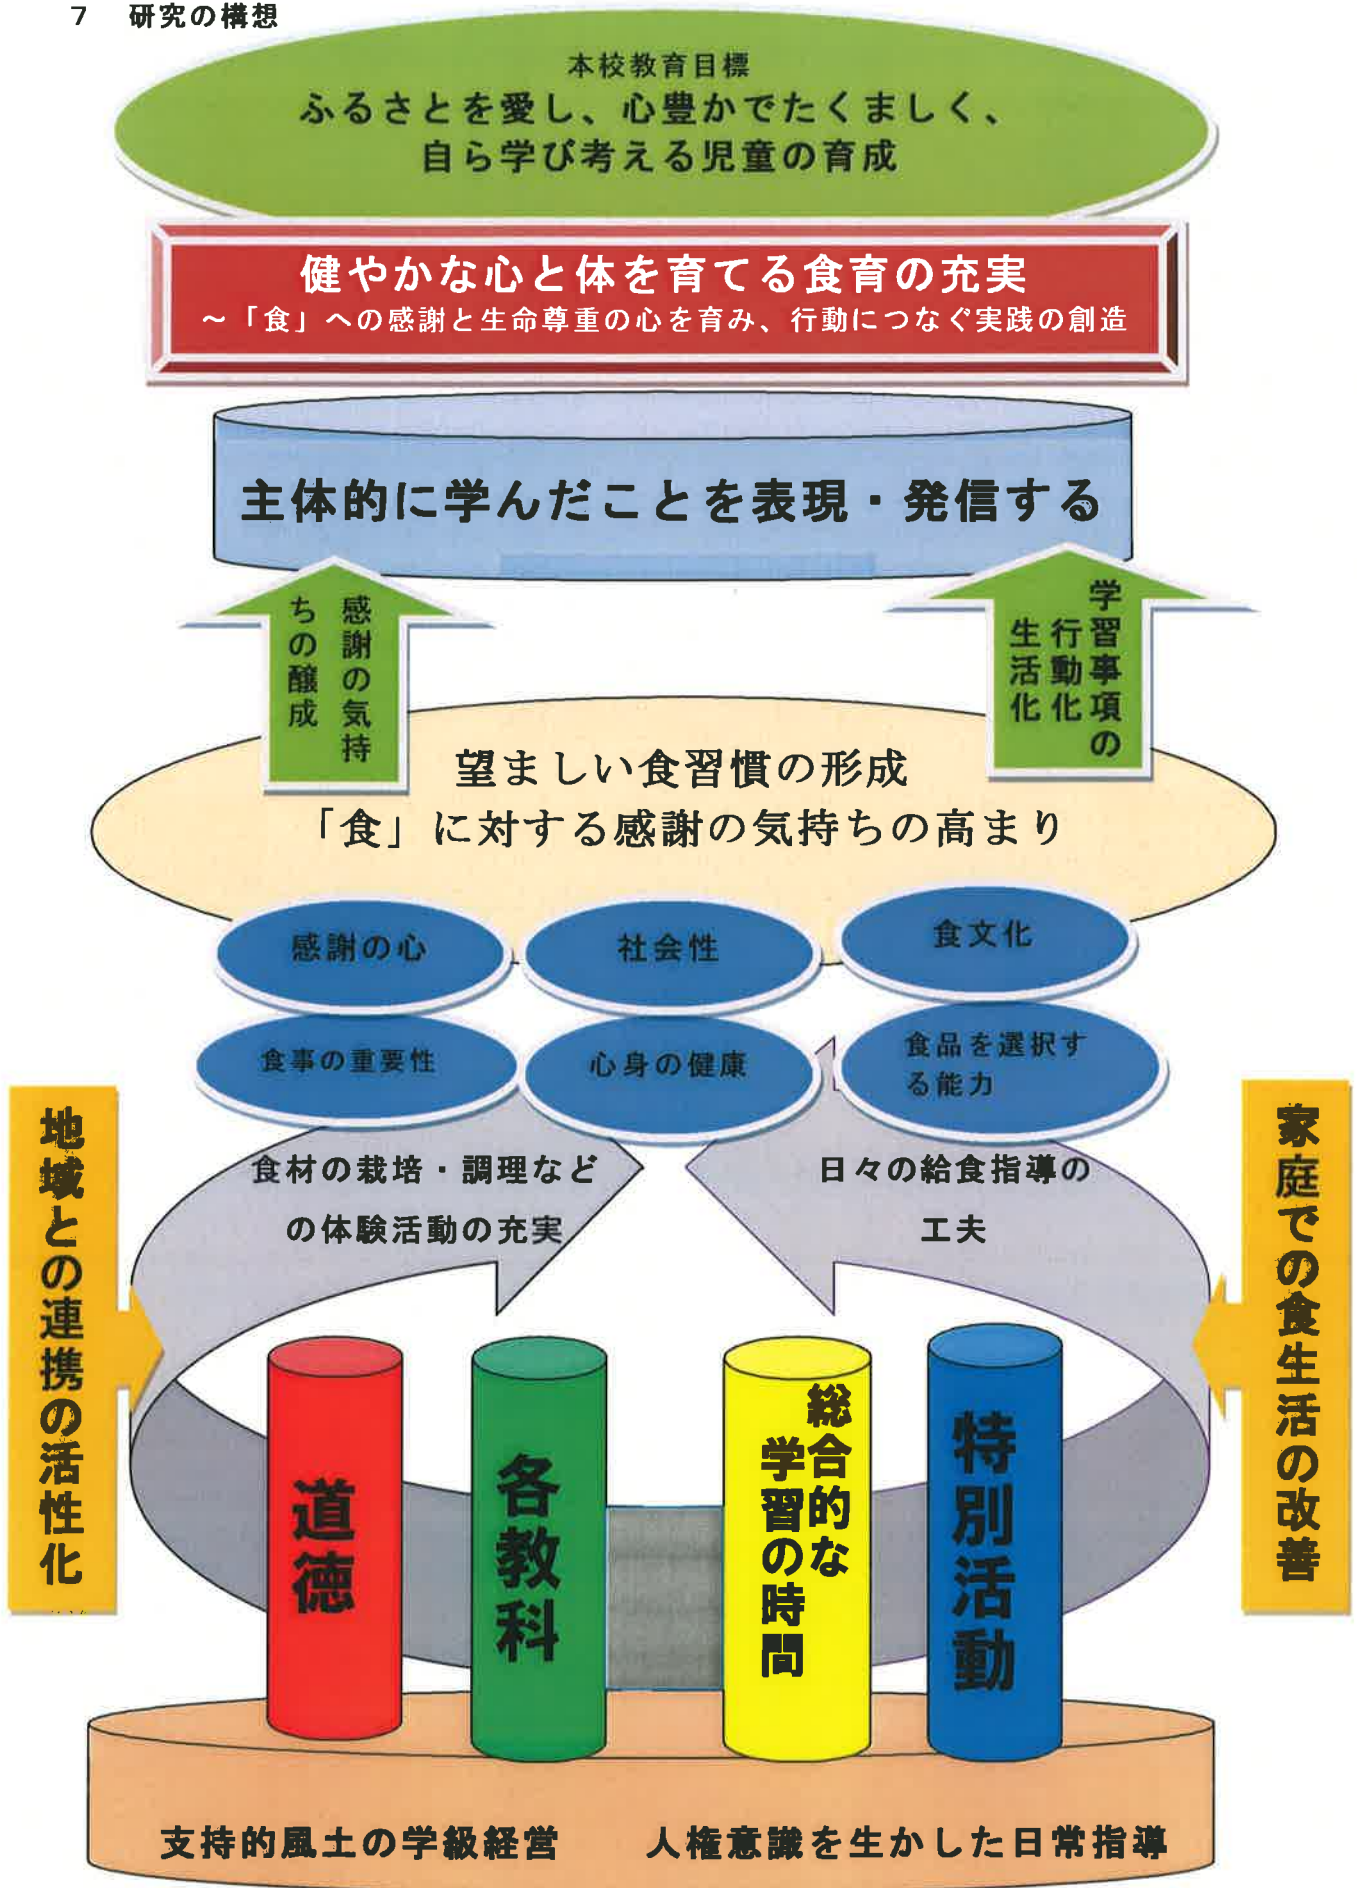 7　研究の構想
本校教育目標
ふるさとを愛し、心豊かでたくましく、
自ら学び考える児童の育成
健やかな心と体を育てる食育の充実
～「食」への感謝と生命尊重の心を育み、行動につなぐ実践の創造
主体的に学んだことを表現・発信する
感謝の気持
ちの醸成
学習事項の
行動化
生活化
望ましい食習慣の形成
「食」に対する感謝の気持ちの高まり
感謝の心
社会性
食文化
食事の重要性
心身の健康
食品を選択す
る能力
地域との連携の活性化
食材の栽培・調理など
の体験活動の充実
日々の給食指導の
工夫
家庭での食生活の改善
道徳
各教科
総合的な
学習の時間
特別活動
支持的風土の学級経営　人権意識を生かした日常指導